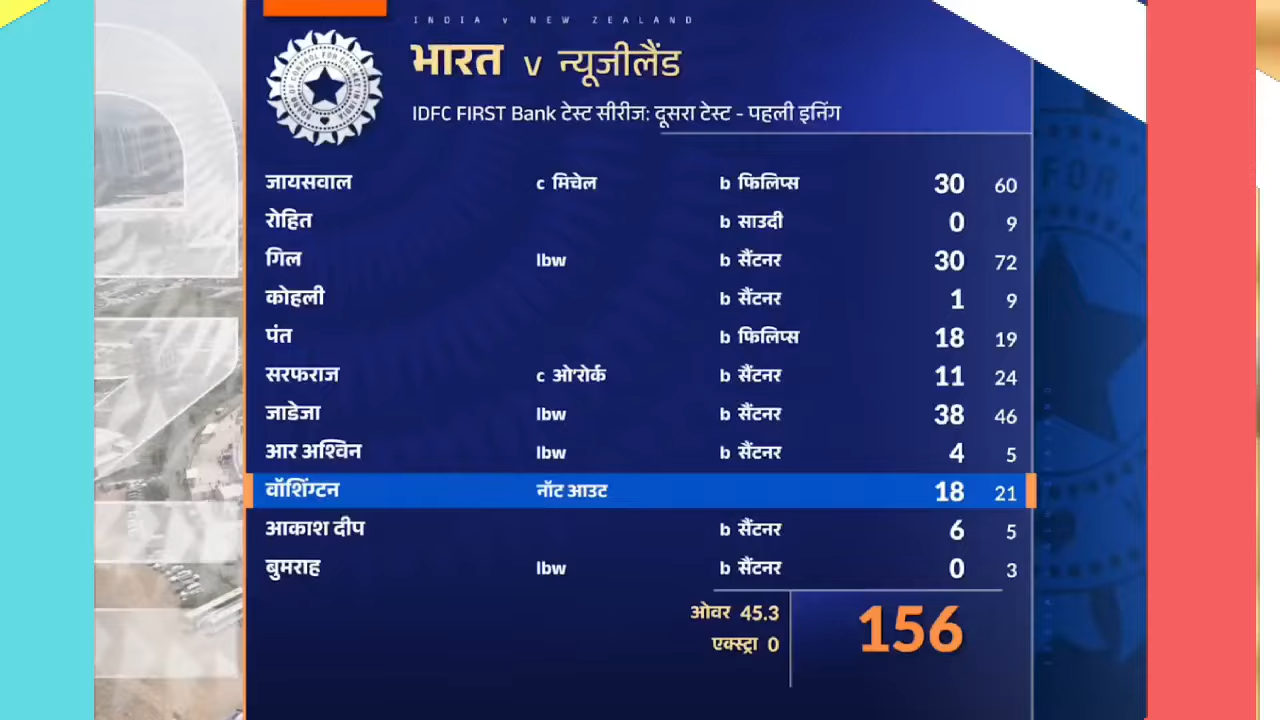 INDIA v NEW ZEALAND
भारत v न्यूजीलैंड
IDFC FIRST Bank टेस्ट सीरीज: दूसरा टेस्ट - पहली इनिंग
जायसवाल c मिचेल b फिलिप्स 30 60
रोहित b साउदी 0 9
गिल lbw b सैंटनर 30 72
कोहली b सैंटनर 1 9
पंत b फिलिप्स 18 19
सरफराज c ओ'रोर्क b सैंटनर 11 24
जाडेजा lbw b सैंटनर 38 46
आर अश्विन lbw b सैंटनर 4 5
वॉशिंग्टन नॉट आउट 18 21
आकाश दीप b सैंटनर 6 5
बुमराह lbw b सैंटनर 0 3
ओवर 45.3
एक्स्ट्रा 0
156